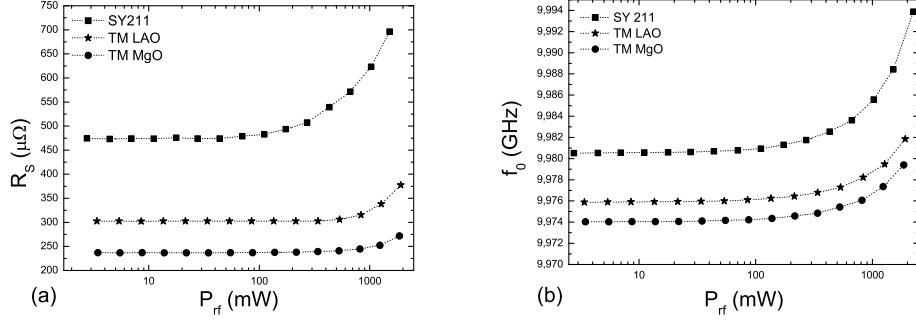 750
700
650
600
550
500
450
400
350
300
250
200
R_S (μΩ)
SY211
TM LAO
TM MgO
10
100
1000
P_rf (mW)
(a)
9,994
9,992
9,990
9,988
9,986
9,984
9,982
9,980
9,978
9,976
9,974
9,972
9,970
f_0 (GHz)
SY 211
TM LAO
TM MgO
10
100
1000
P_rf (mW)
(b)